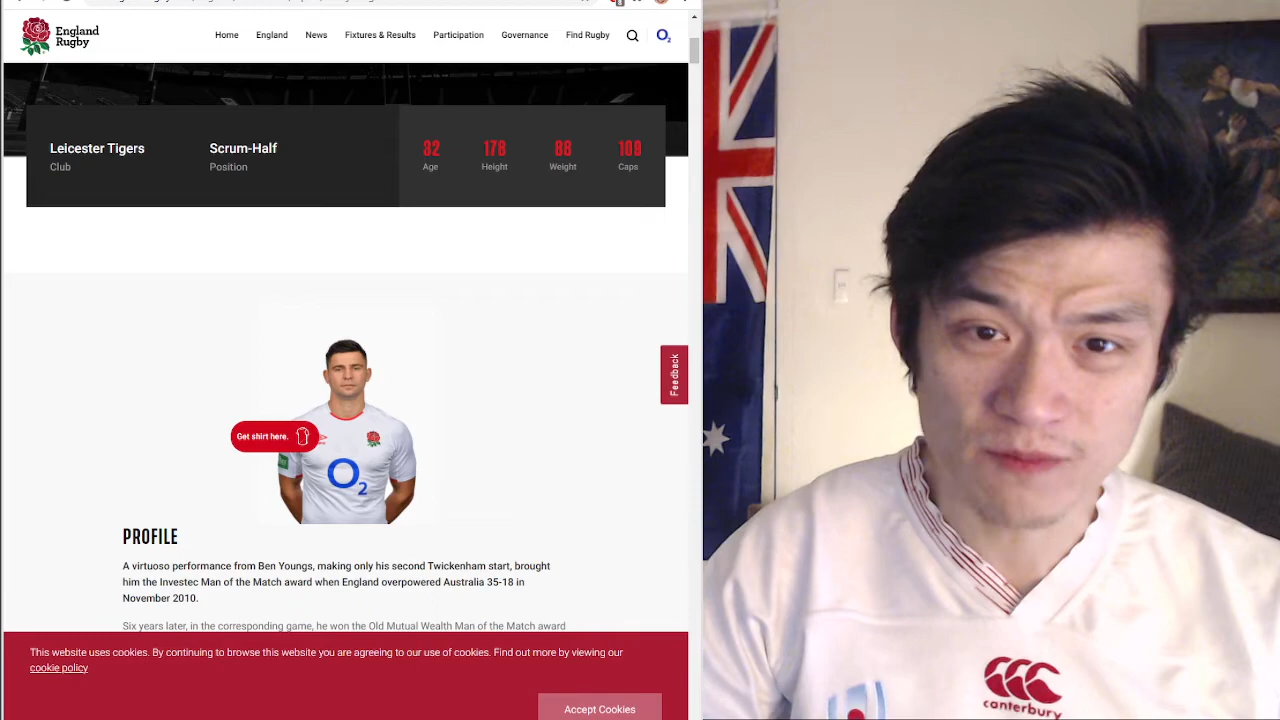 England
Rugby
Home England News Fixtures & Results Participation Governance Find Rugby O2
Leicester Tigers
Club
Scrum-Half
Position
32
Age
178
Height
88
Weight
108
Caps
Feedback
Get shirt here.
O2
PROFILE
A virtuoso performance from Ben Youngs, making only his second Twickenham start, brought
him the Investec Man of the Match award when England overpowered Australia 35-18 in
November 2010.
Six years later, in the corresponding game, he won the Old Mutual Wealth Man of the Match award
This website uses cookies. By continuing to browse this website you are agreeing to our use of cookies. Find out more by viewing our
cookie policy
Accept Cookies
canterbury